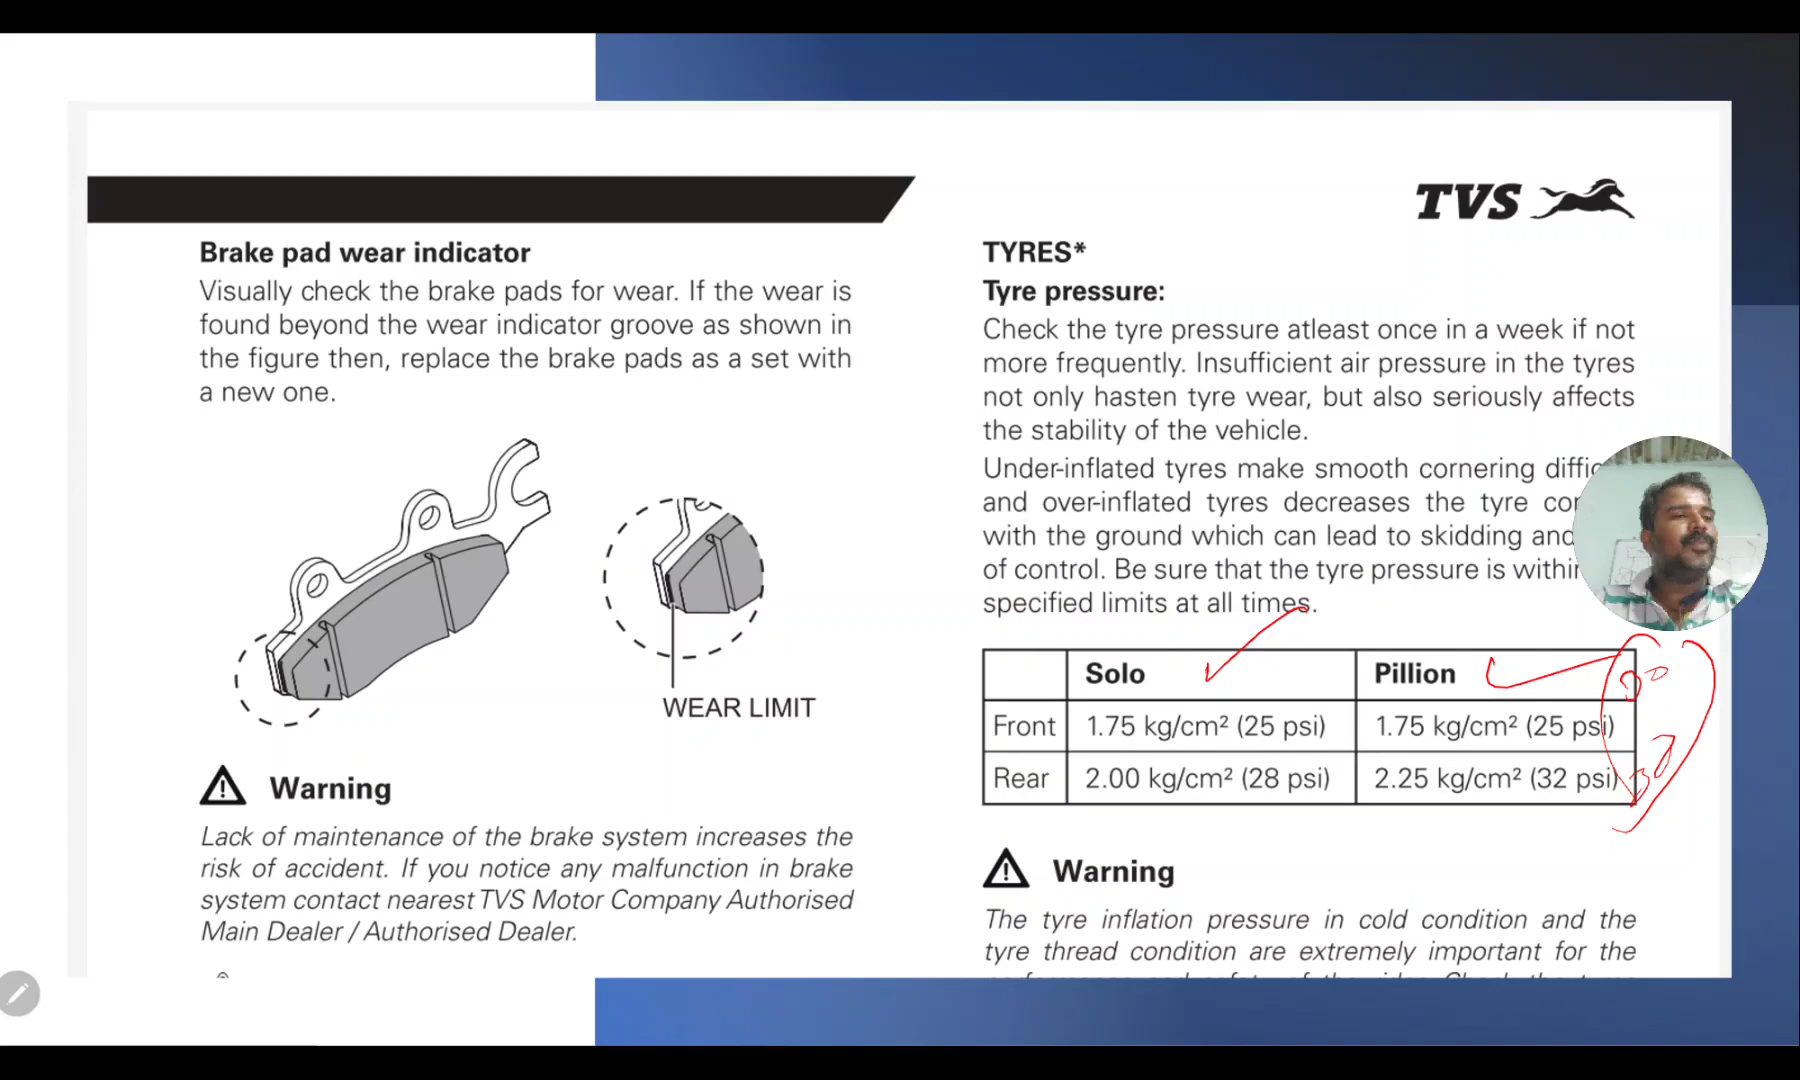 TVS
Brake pad wear indicator
Visually check the brake pads for wear. If the wear is
found beyond the wear indicator groove as shown in
the figure then, replace the brake pads as a set with
a new one.
WEAR LIMIT
Warning
Lack of maintenance of the brake system increases the
risk of accident. If you notice any malfunction in brake
system contact nearest TVS Motor Company Authorised
Main Dealer / Authorised Dealer.
TYRES*
Tyre pressure:
Check the tyre pressure atleast once in a week if not
more frequently. Insufficient air pressure in the tyres
not only hasten tyre wear, but also seriously affects
the stability of the vehicle.
Under-inflated tyres make smooth cornering
and over-inflated tyres decreases the tyre
with the ground which can lead to skidding and
of control. Be sure that the tyre pressure is within
specified limits at all times.
Solo Pillion
Front 1.75 kg/cm² (25 psi) 1.75 kg/cm² (25 psi)
Rear 2.00 kg/cm² (28 psi) 2.25 kg/cm² (32 psi)
30
Warning
The tyre inflation pressure in cold condition and the
tyre thread condition are extremely important for the